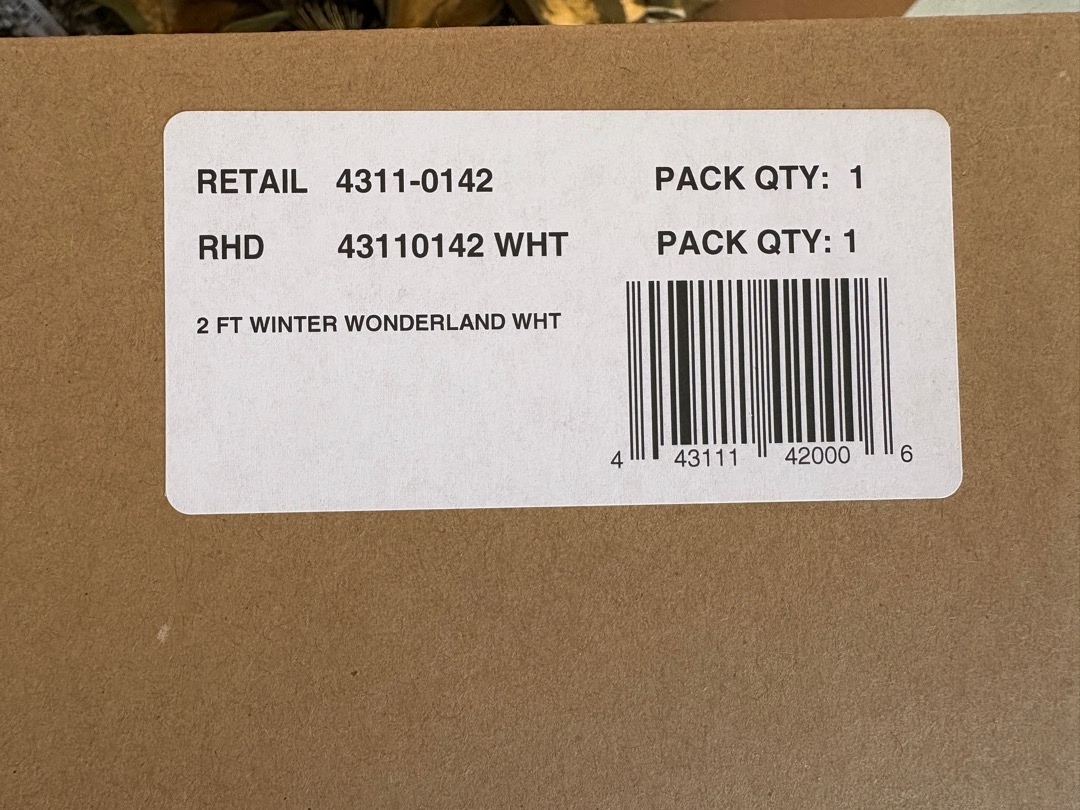 RETAIL 4311-0142 PACK QTY: 1
RHD 43110142 WHT PACK QTY: 1
2 FT WINTER WONDERLAND WHT
4 43111 42000 6